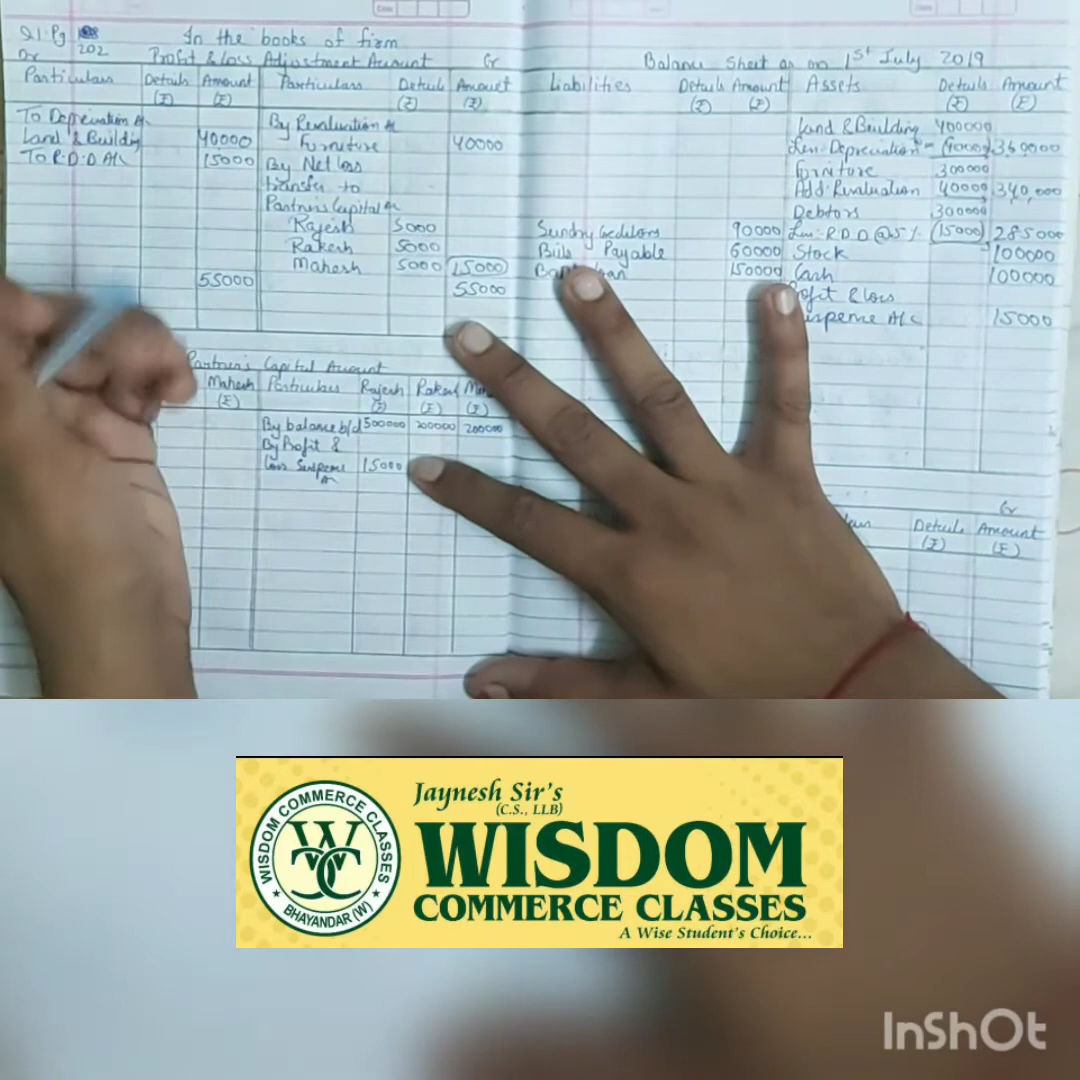 Q1. Pg 202
In the books of firm
Dr Profit & Loss Adjustment Account Cr
Particulars Details (₹) Amount (₹) Particulars Details (₹) Amount (₹)
To Depreciation A/c By Revaluation A/c
Land & Building 40000 Furniture 40000
To R.D.D A/c 15000 By Net loss
transfer to
Partner's Capital A/c
Rajesh 5000
Rakesh 5000
Mahesh 5000 15000
55000 55000
Partner's Capital Account
Mahesh (₹) Particulars Rajesh (₹) Rakesh (₹)
By balance b/d 500000 200000 200000
By Profit &
Loss Suspense A/c 15000
Balance Sheet as on 1st July 2019
Liabilities Details (₹) Amount (₹) Assets Details (₹) Amount (₹)
Land & Building 400000
Less: Depreciation 40000 360000
Furniture 300000
Add: Revaluation 40000 340,000
Debtors 300000
Sundry Creditors 90000 Less: R.D.D @ 5% 15000 285000
Bills Payable 60000 Stock 100000
150000 Cash 100000
& Loss
A/c 15000
Cr
Details (₹) Amount (₹)
Jaynesh Sir's
(C.S., LLB)
WISDOM
COMMERCE CLASSES
A Wise Student's Choice...
WISDOM COMMERCE CLASSES
WCC
BHAYANDAR (W)
InShOt